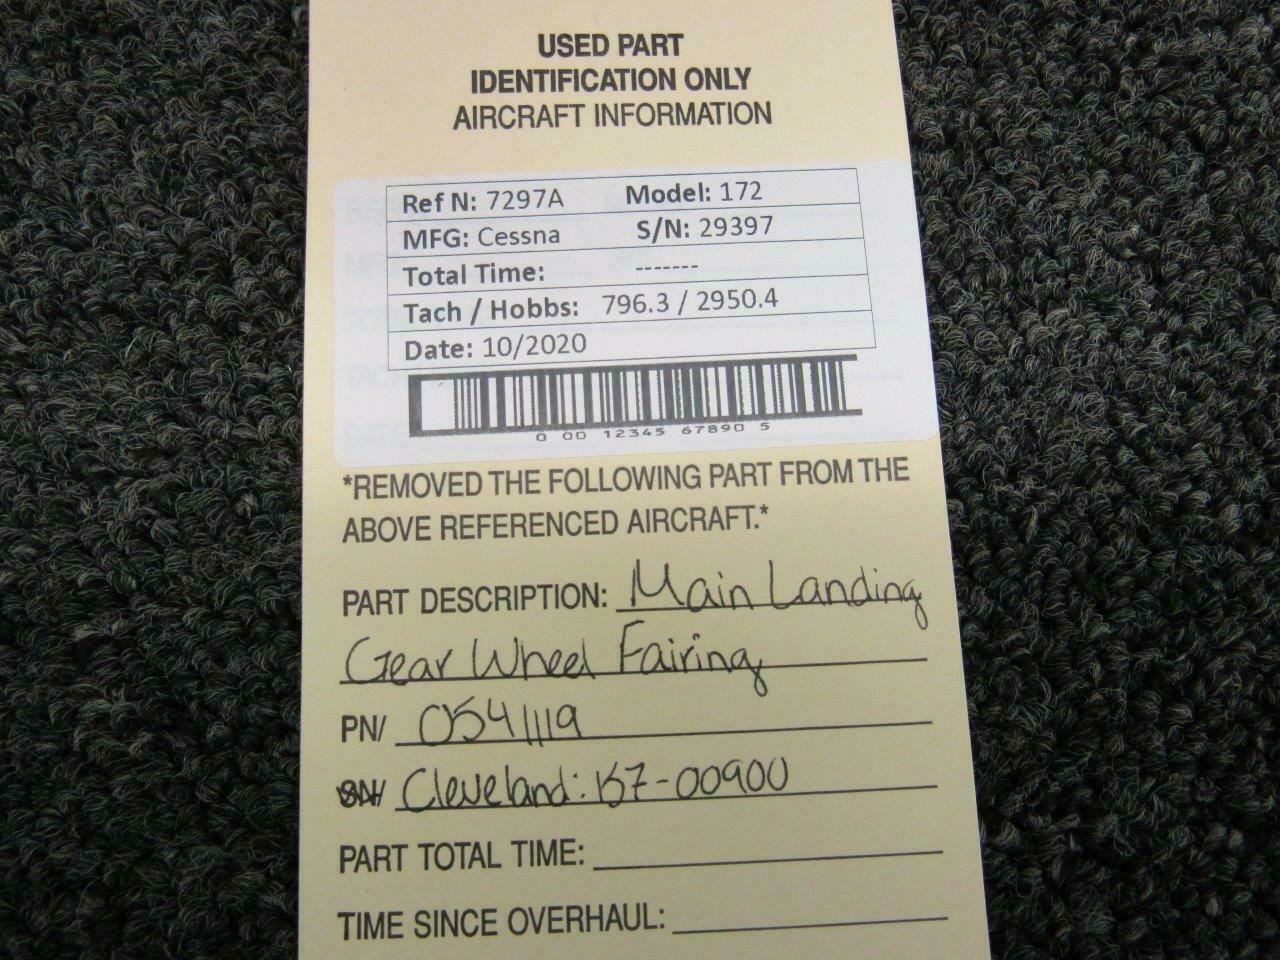 USED PART
IDENTIFICATION ONLY
AIRCRAFT INFORMATION
Ref N: 7297A Model: 172
MFG: Cessna S/N: 29397
Total Time: -------
Tach / Hobbs: 796.3 / 2950.4
Date: 10/2020
0 00 12345 67890 5
*REMOVED THE FOLLOWING PART FROM THE
ABOVE REFERENCED AIRCRAFT.*
PART DESCRIPTION: Main Landing
Gear Wheel Fairing
PN/ 0541119
SN/ Cleveland: 157-00900
PART TOTAL TIME:
TIME SINCE OVERHAUL: